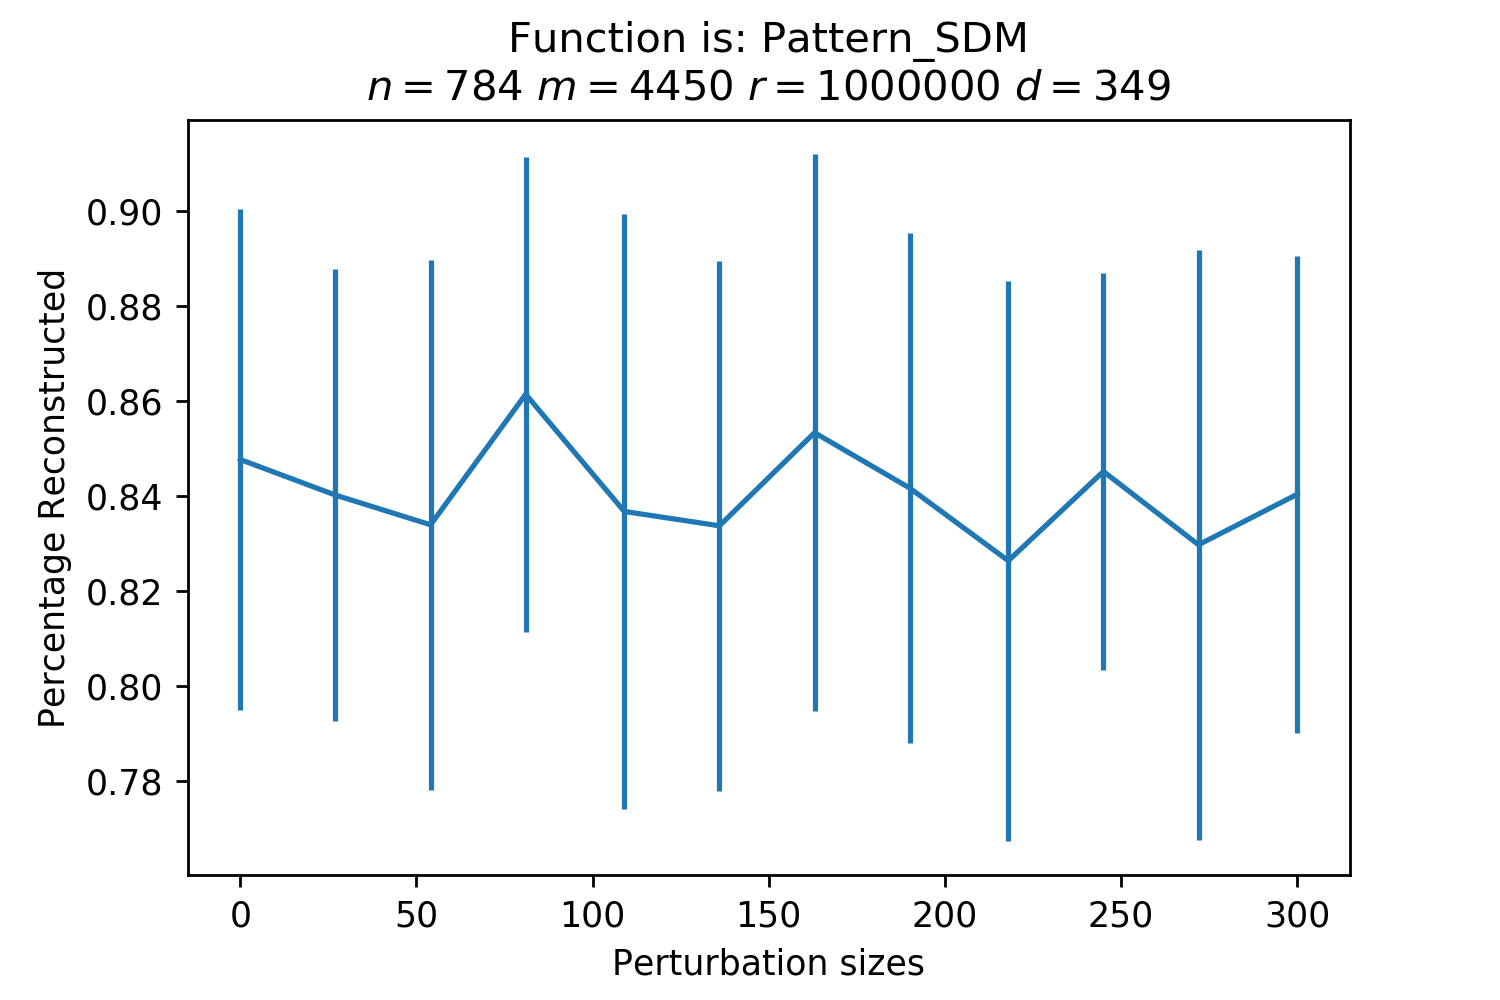 Function is: Pattern_SDM
n = 784 m = 4450 r = 1000000 d = 349
Percentage Reconstructed
0.90
0.88
0.86
0.84
0.82
0.80
0.78
0 50 100 150 200 250 300
Perturbation sizes